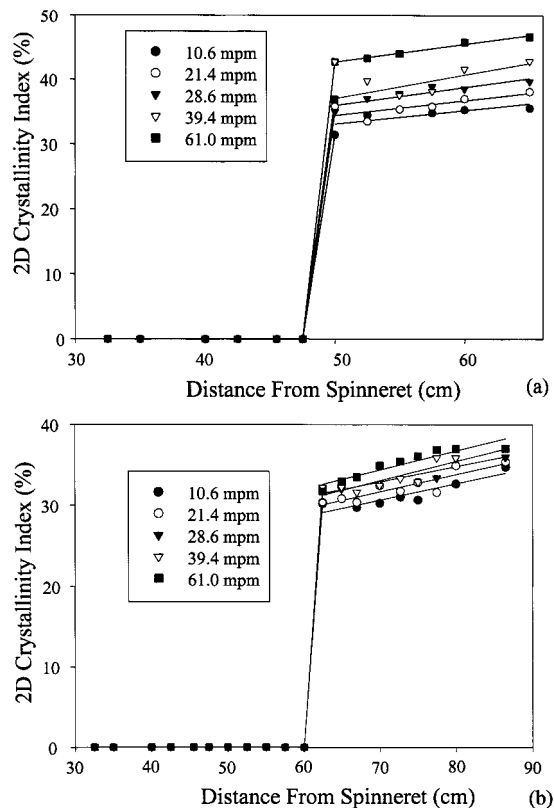 50
40
30
20
10
0
2D Crystallinity Index (%)
10.6 mpm
21.4 mpm
28.6 mpm
39.4 mpm
61.0 mpm
30 40 50 60
Distance From Spinneret (cm)
(a)
40
30
20
10
0
2D Crystallinity Index (%)
10.6 mpm
21.4 mpm
28.6 mpm
39.4 mpm
61.0 mpm
30 40 50 60 70 80 90
Distance From Spinneret (cm)
(b)